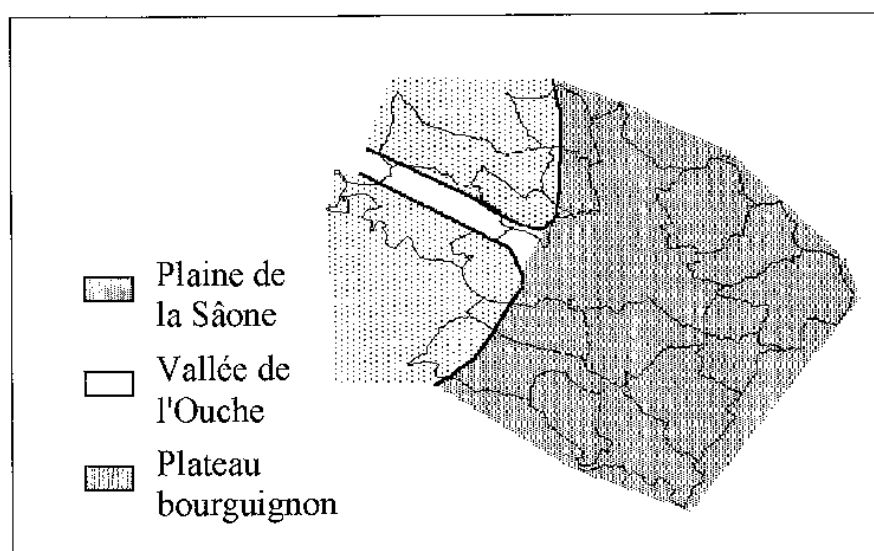 Plaine de
la Sâone
Vallée de
l'Ouche
Plateau
bourguignon